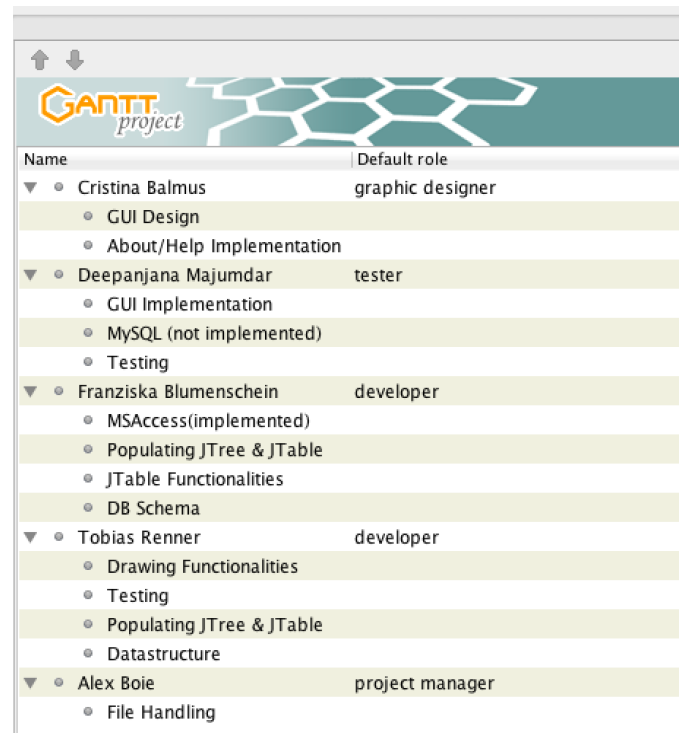 GANTT
project
Name Default role
Cristina Balmus graphic designer
GUI Design
About/Help Implementation
Deepanjana Majumdar tester
GUI Implementation
MySQL (not implemented)
Testing
Franziska Blumenschein developer
MSAccess(implemented)
Populating JTree & JTable
JTable Functionalities
DB Schema
Tobias Renner developer
Drawing Functionalities
Testing
Populating JTree & JTable
Datastructure
Alex Boie project manager
File Handling